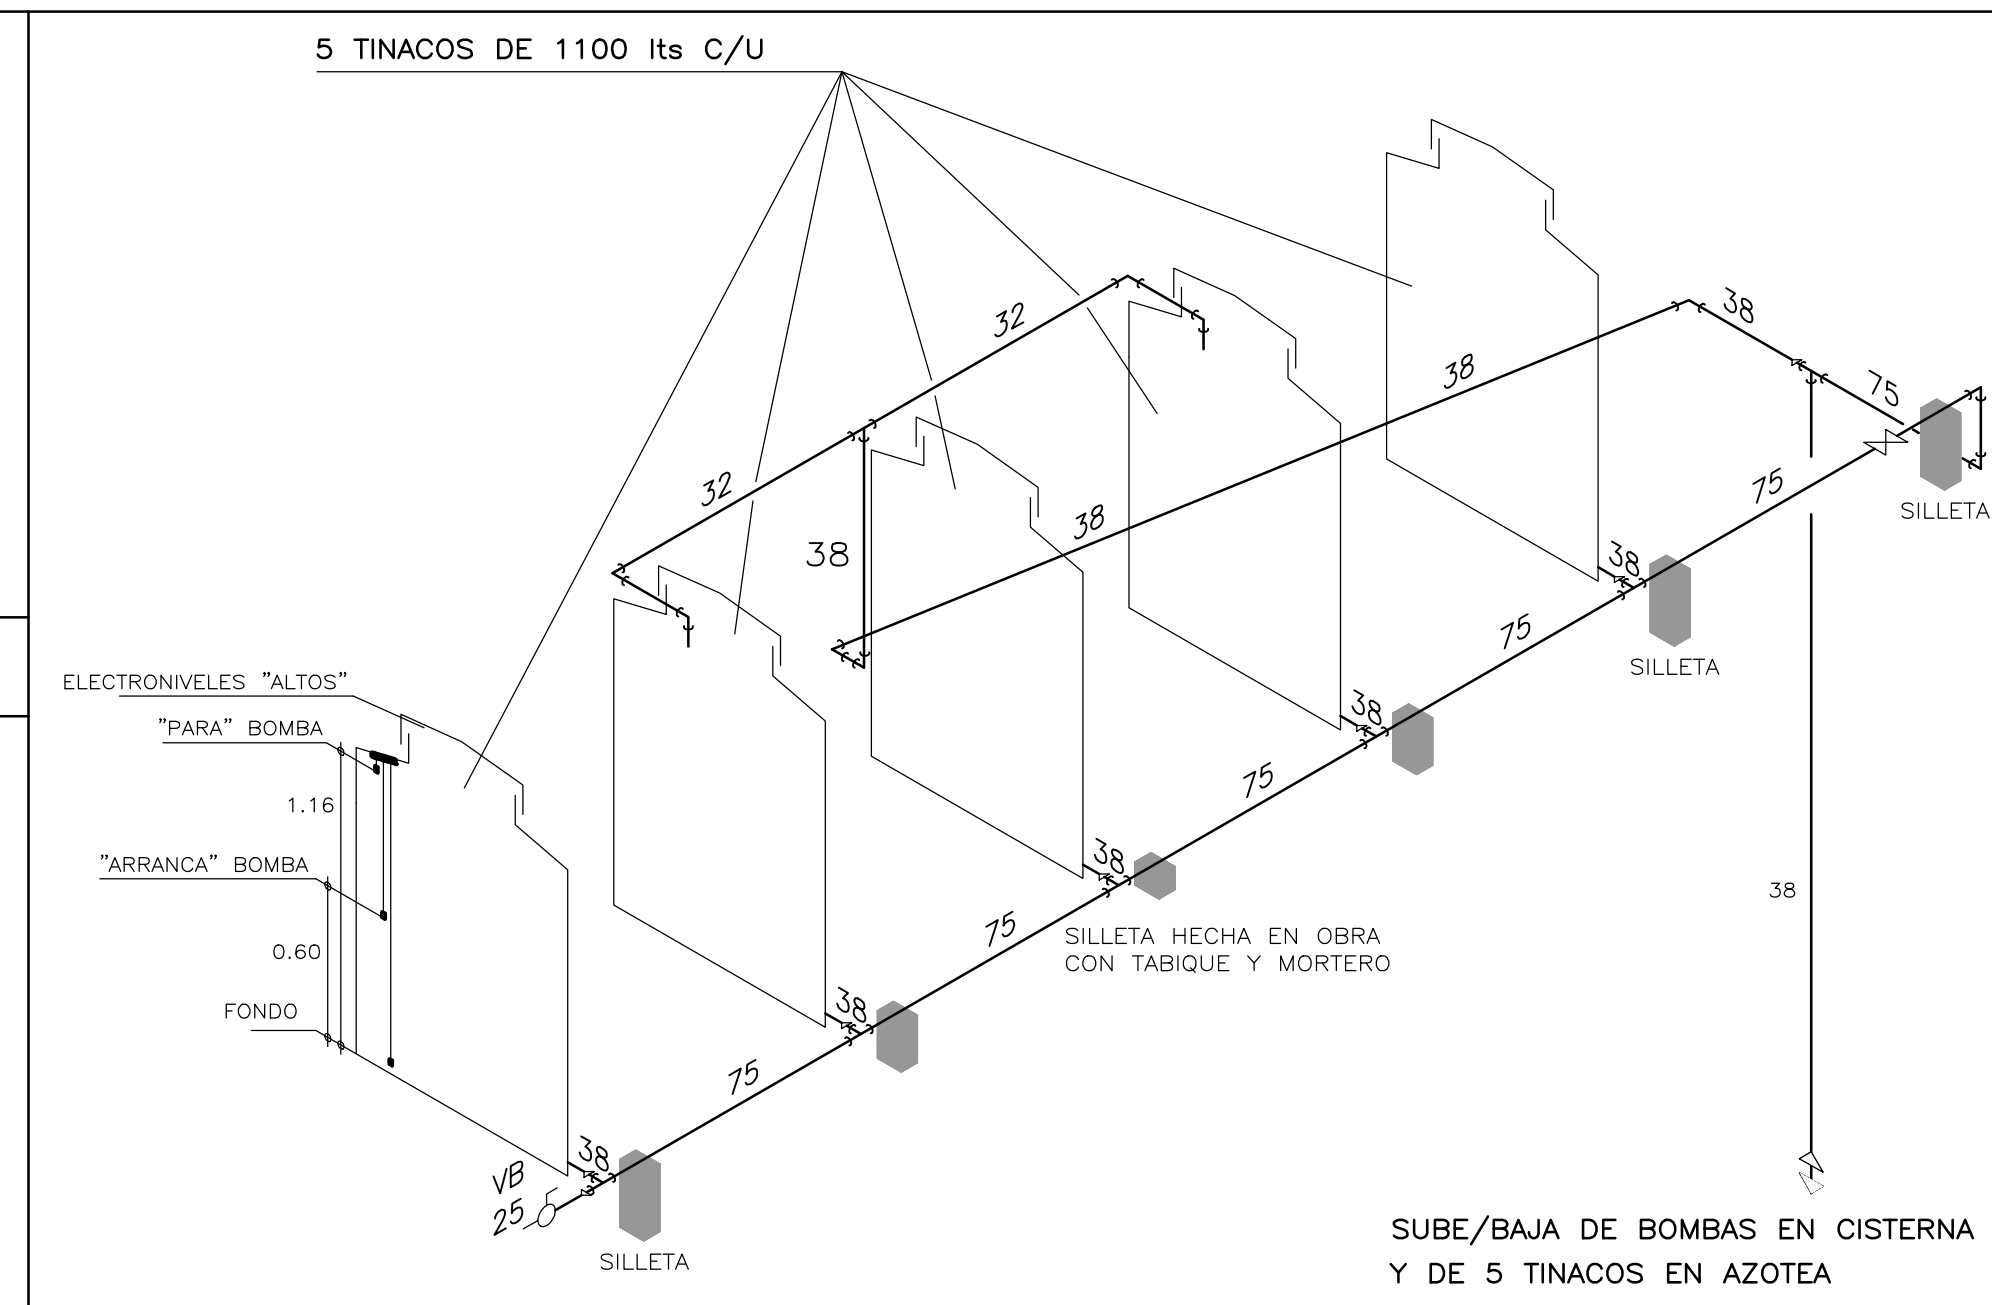 5 TINACOS DE 1100 lts C/U
38
32
38
75
75
SILLETA
32
38
38
38
75
SILLETA
ELECTRONIVELES "ALTOS"
"PARA" BOMBA
38
75
1.16
38
"ARRANCA" BOMBA
38
75
SILLETA HECHA EN OBRA
CON TABIQUE Y MORTERO
0.60
FONDO
38
75
38
VB
25
SILLETA
SUBE/BAJA DE BOMBAS EN CISTERNA
Y DE 5 TINACOS EN AZOTEA